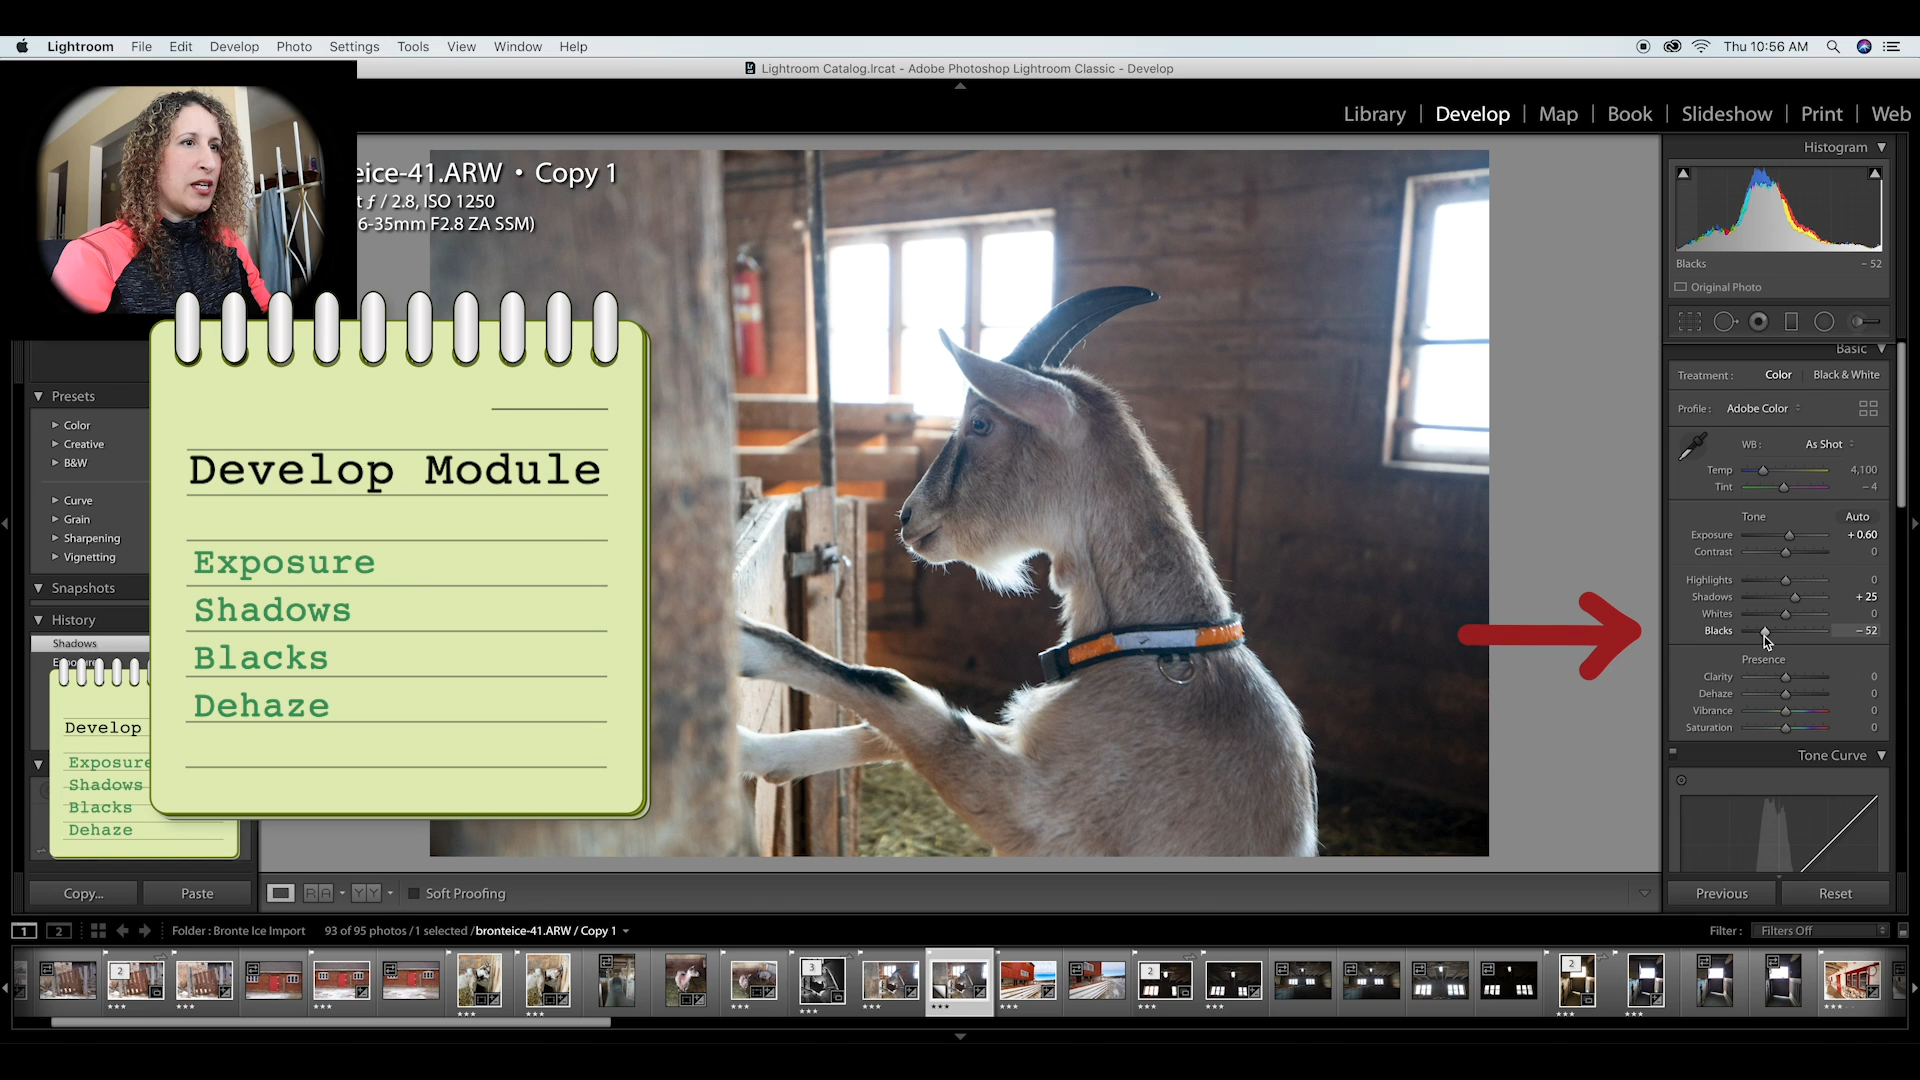 Lightroom File Edit Develop Photo Settings Tools View Window Help
Thu 10:56 AM
Lightroom Catalog.lrcat - Adobe Photoshop Lightroom Classic - Develop
Library | Develop | Map | Book | Slideshow | Print | Web
eice-41.ARW • Copy 1
t ƒ / 2.8, ISO 1250
6-35mm F2.8 ZA SSM)
Histogram
Blacks − 52
Original Photo
Basic
Treatment : Color Black & White
Profile : Adobe Color
WB : As Shot
Temp 4,100
Tint − 4
Tone Auto
Exposure + 0.60
Contrast 0
Highlights 0
Shadows + 25
Whites 0
Blacks − 52
Presence
Clarity 0
Dehaze 0
Vibrance 0
Saturation 0
Tone Curve
Previous Reset
Presets
Color
Creative
B&W
Curve
Grain
Sharpening
Vignetting
Snapshots
History
Shadows
Develop Module
Exposure
Shadows
Blacks
Dehaze
Develop
Exposure
Shadows
Blacks
Dehaze
Copy... Paste
R A Y Y Soft Proofing
1 2 Folder : Bronte Ice Import 93 of 95 photos / 1 selected / bronteice-41.ARW / Copy 1
Filter : Filters Off
2 3 2 2